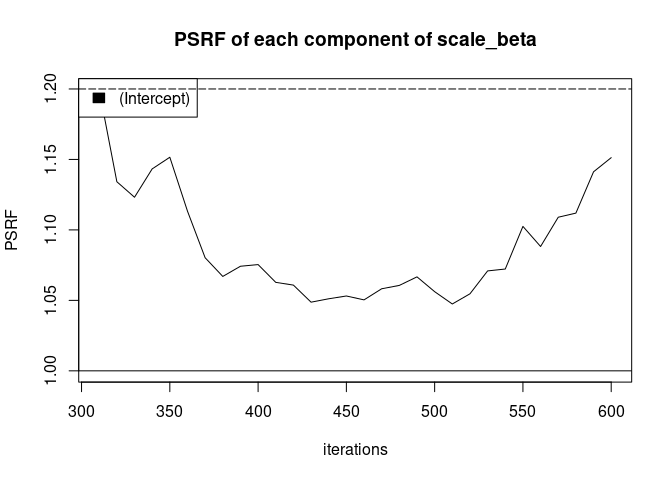 PSRF of each component of scale_beta
(Intercept)
PSRF
1.20
1.15
1.10
1.05
1.00
300 350 400 450 500 550 600
iterations